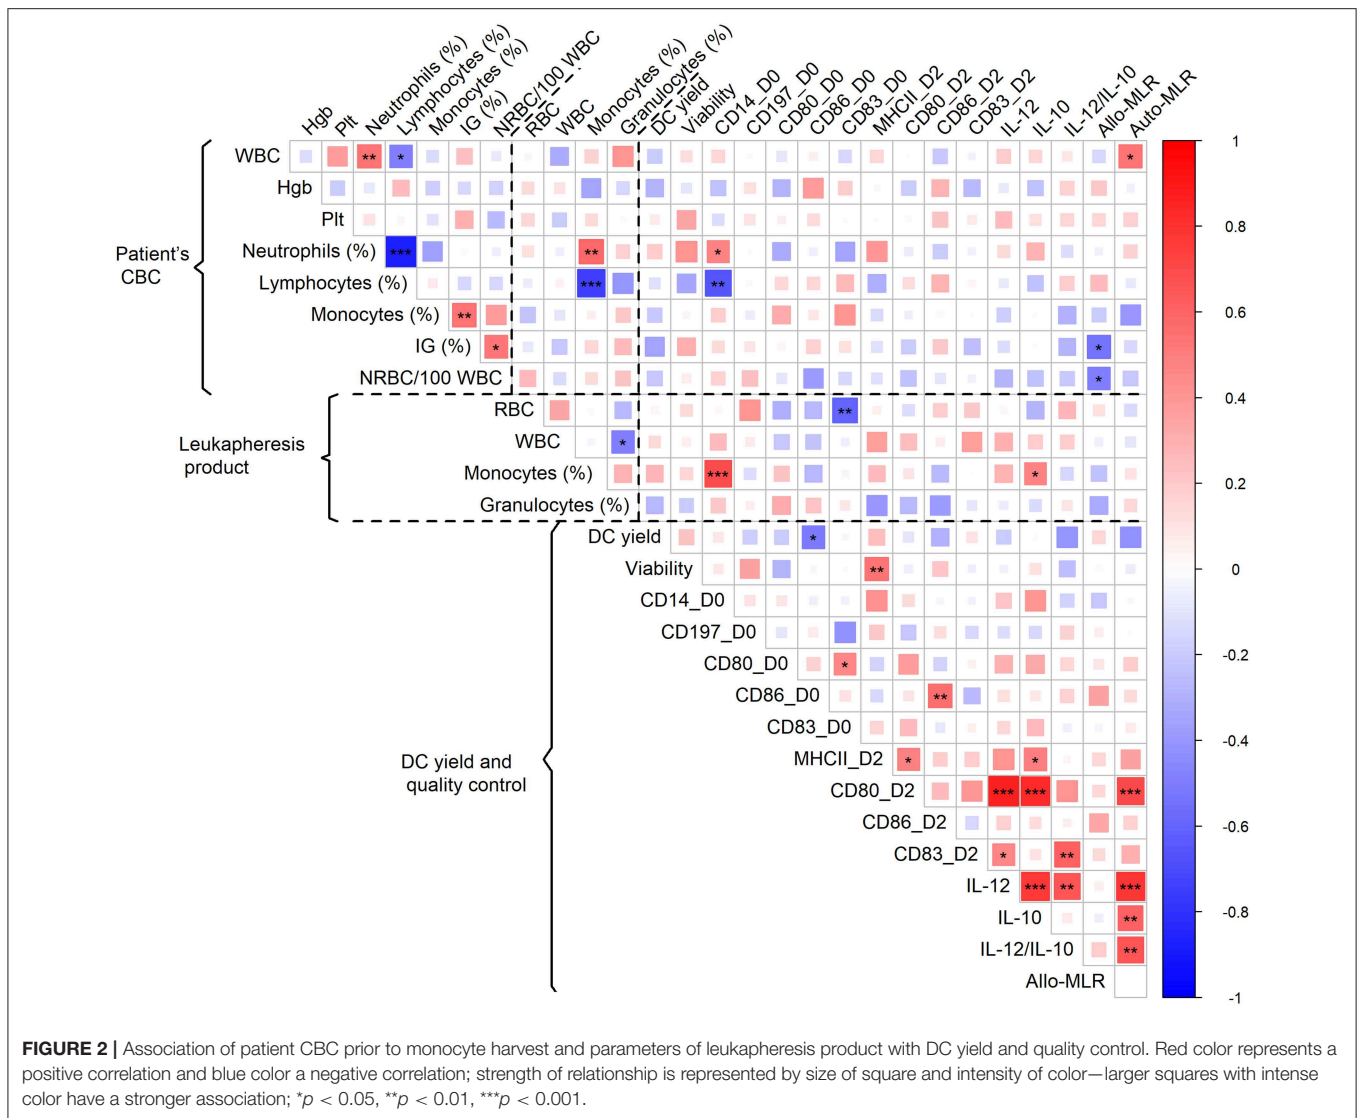 Hgb
Plt
Neutrophils (%)
Lymphocytes (%)
Monocytes (%)
IG (%)
NRBC/100 WBC
RBC
WBC
Monocytes (%)
Granulocytes (%)
DC yield
Viability
CD14_D0
CD197_D0
CD80_D0
CD86_D0
CD83_D0
MHCII_D2
CD80_D2
CD86_D2
CD83_D2
IL-12
IL-10
IL-12/IL-10
Allo-MLR
Auto-MLR
WBC ** * *
Hgb
Plt
Patient's
CBC
Neutrophils (%) *** ** *
Lymphocytes (%) *** **
Monocytes (%) **
IG (%) * *
NRBC/100 WBC *
Leukapheresis
product
RBC **
WBC *
Monocytes (%) *** *
Granulocytes (%)
DC yield and
quality control
DC yield *
Viability **
CD14_D0
CD197_D0
CD80_D0 *
CD86_D0 **
CD83_D0
MHCII_D2 * *
CD80_D2 *** *** ***
CD86_D2
CD83_D2 * **
IL-12 *** ** ***
IL-10 **
IL-12/IL-10 **
Allo-MLR
1
0.8
0.6
0.4
0.2
0
-0.2
-0.4
-0.6
-0.8
-1
FIGURE 2 | Association of patient CBC prior to monocyte harvest and parameters of leukapheresis product with DC yield and quality control. Red color represents a
positive correlation and blue color a negative correlation; strength of relationship is represented by size of square and intensity of color—larger squares with intense
color have a stronger association; *p < 0.05, **p < 0.01, ***p < 0.001.